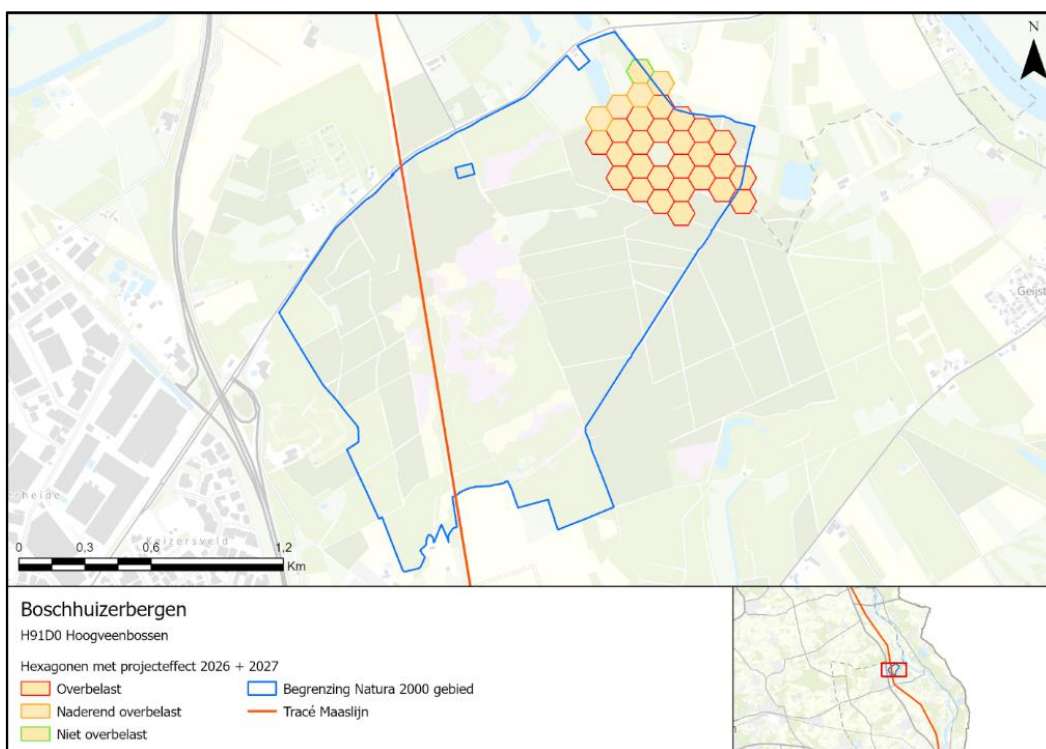 N
Geijst
erheide
Keizersveld
0 0,3 0,6 1,2
Km
Boschhuizerbergen
H91D0 Hoogveenbossen
Hexagonen met projecteffect 2026 + 2027
Overbelast
Begrenzing Natura 2000 gebied
Naderend overbelast
Tracé Maaslijn
Niet overbelast